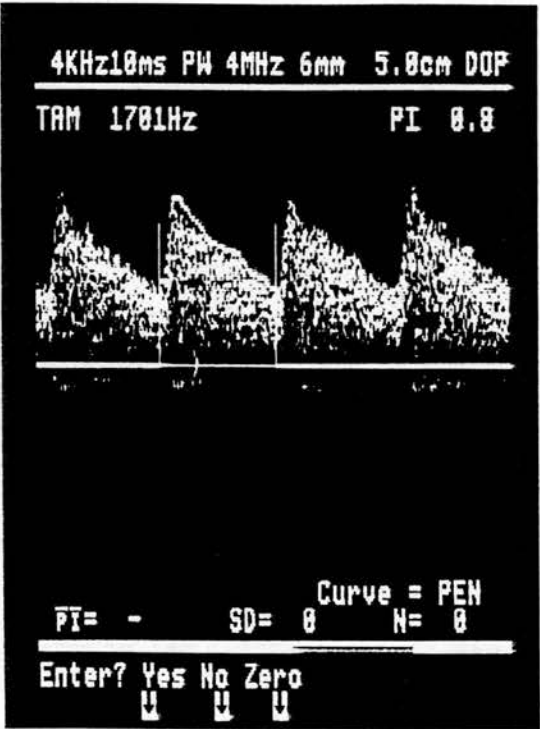 4KHz10ms PW 4MHz 6mm 5.0cm DOP
TAM 1701Hz PI 0.8
Curve = PEN
PI= - SD= 0 N= 0
Enter? Yes No Zero